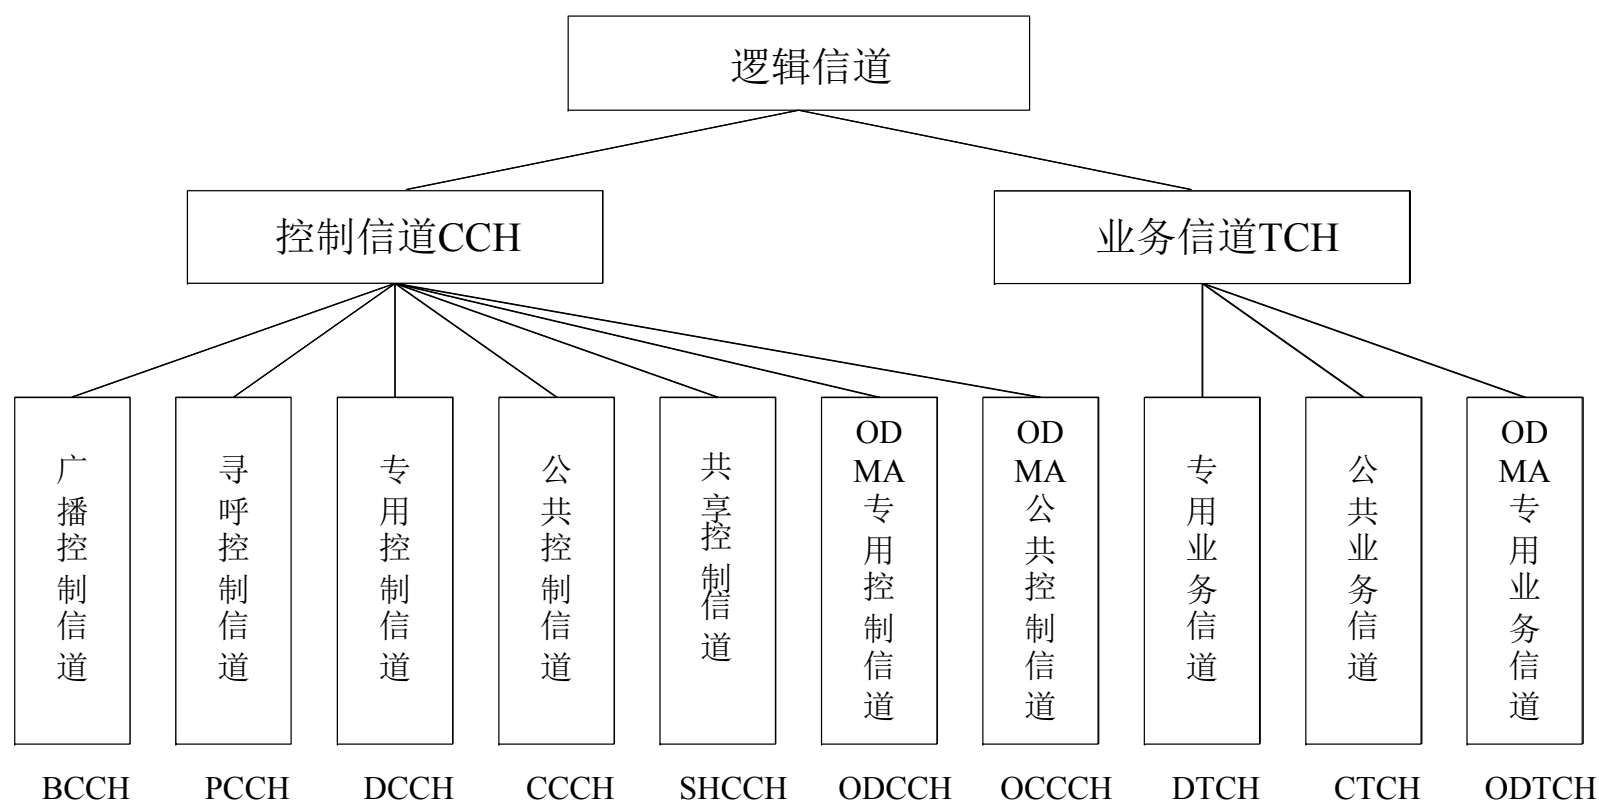 逻辑信道
控制信道CCH
业务信道TCH
广播控制信道
寻呼控制信道
专用控制信道
公共控制信道
共享控制信道
ODMA专用控制信道
ODMA公共控制信道
专用业务信道
公共业务信道
ODMA专用业务信道
BCCH
PCCH
DCCH
CCCH
SHCCH
ODCCH
OCCCH
DTCH
CTCH
ODTCH